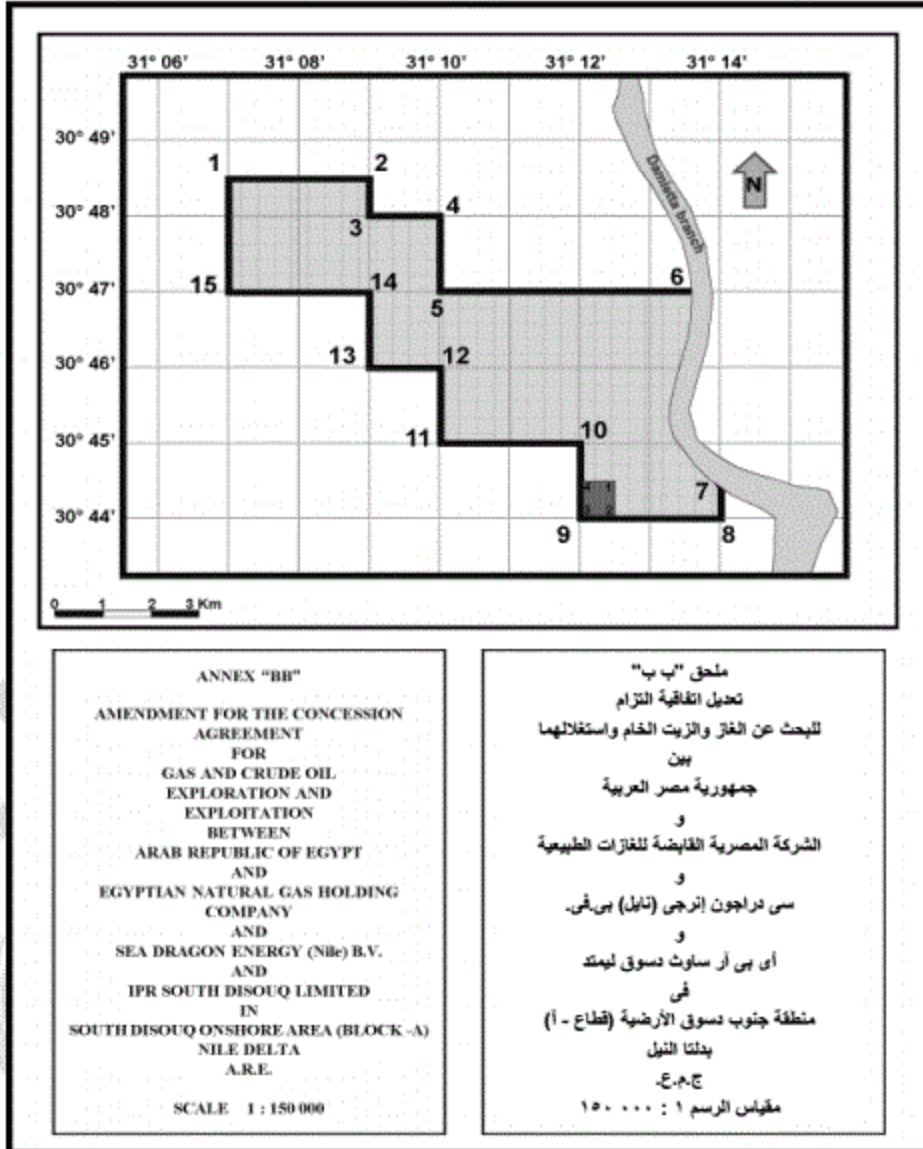 31° 06' 31° 08' 31° 10' 31° 12' 31° 14'
30° 49'
30° 48'
30° 47'
30° 46'
30° 45'
30° 44'
1 2
3 4
15 14 5 6
13 12
11 10
7
9 8
4 1
3 2
Damietta branch
N
0 1 2 3 Km
ANNEX "BB"
AMENDMENT FOR THE CONCESSION
AGREEMENT
FOR
GAS AND CRUDE OIL
EXPLORATION AND
EXPLOITATION
BETWEEN
ARAB REPUBLIC OF EGYPT
AND
EGYPTIAN NATURAL GAS HOLDING
COMPANY
AND
SEA DRAGON ENERGY (Nile) B.V.
AND
IPR SOUTH DISOUQ LIMITED
IN
SOUTH DISOUQ ONSHORE AREA (BLOCK -A)
NILE DELTA
A.R.E.
SCALE 1 : 150 000
ملحق "ب ب"
تعديل اتفاقية التزام
للبحث عن الغاز والزيت الخام واستغلالهما
بين
جمهورية مصر العربية
و
الشركة المصرية القابضة للغازات الطبيعية
و
سى دراجون إنرجى (نايل) بى.فى.
و
أى بى آر ساوث دسوق ليمتد
فى
منطقة جنوب دسوق الأرضية (قطاع - أ)
بدلتا النيل
ج.م.ع.
مقياس الرسم ١ : ١٥٠ ٠٠٠